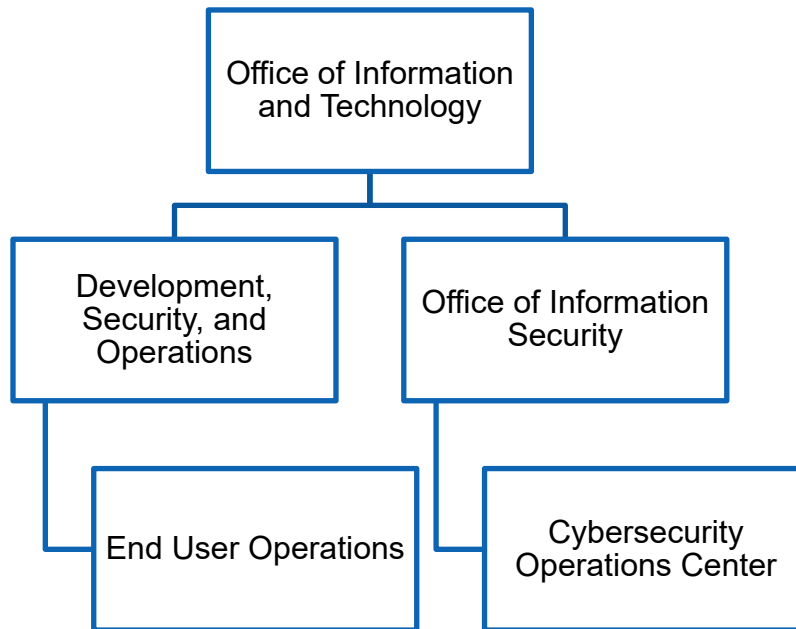 Office of Information
and Technology
Development,
Security, and
Operations
Office of Information
Security
End User Operations
Cybersecurity
Operations Center